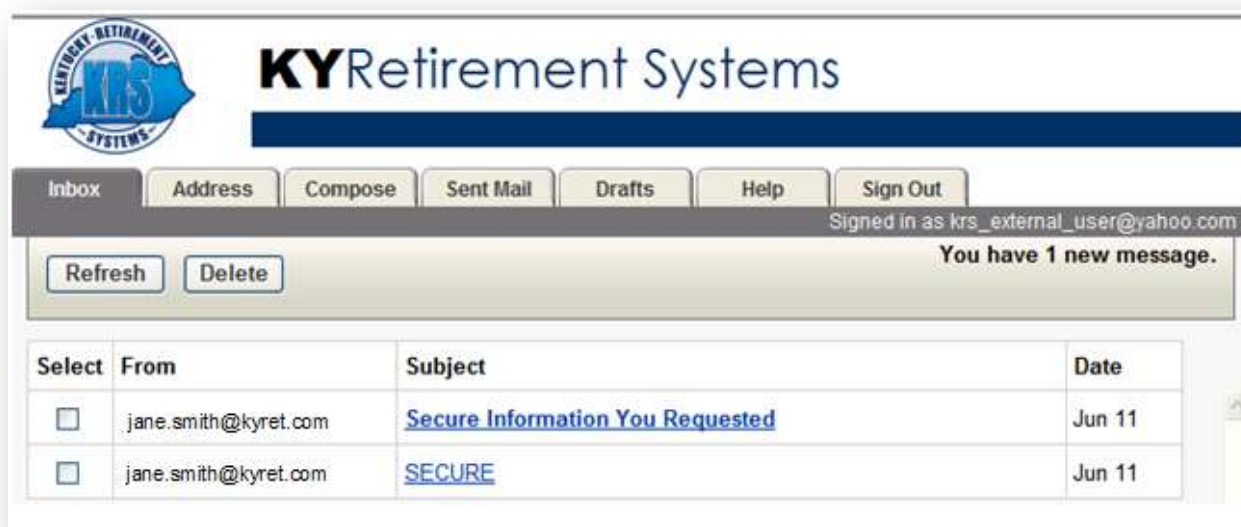 KENTUCKY RETIREMENT
KRS
SYSTEMS
KYRetirement Systems
Inbox Address Compose Sent Mail Drafts Help Sign Out
Signed in as krs_external_user@yahoo.com
You have 1 new message.
Refresh Delete
Select From Subject Date
jane.smith@kyret.com Secure Information You Requested Jun 11
jane.smith@kyret.com SECURE Jun 11